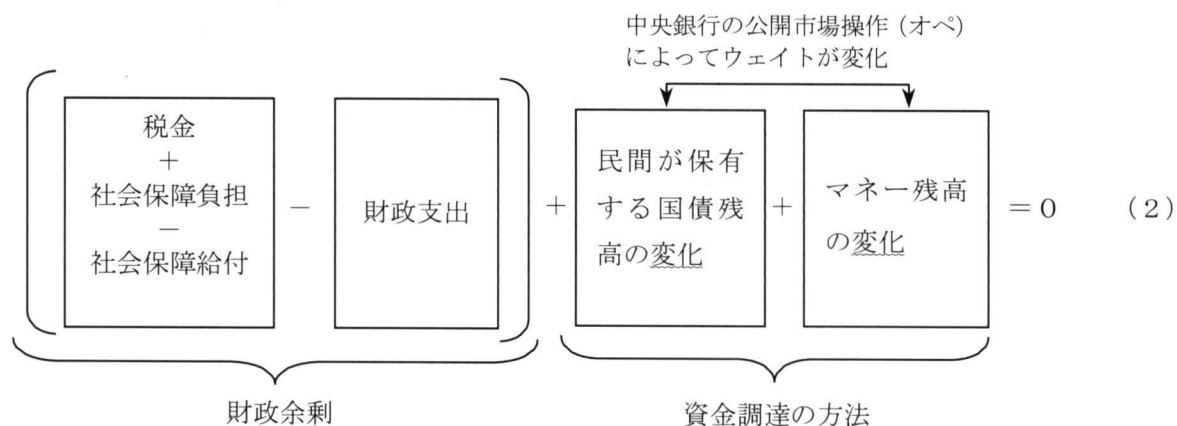 中央銀行の公開市場操作（オペ）
によってウェイトが変化
税金
＋
社会保障負担
－
社会保障給付
－
財政支出
＋
民間が保有
する国債残
高の変化
＋
マネー残高
の変化
＝0
（2）
財政余剰
資金調達の方法